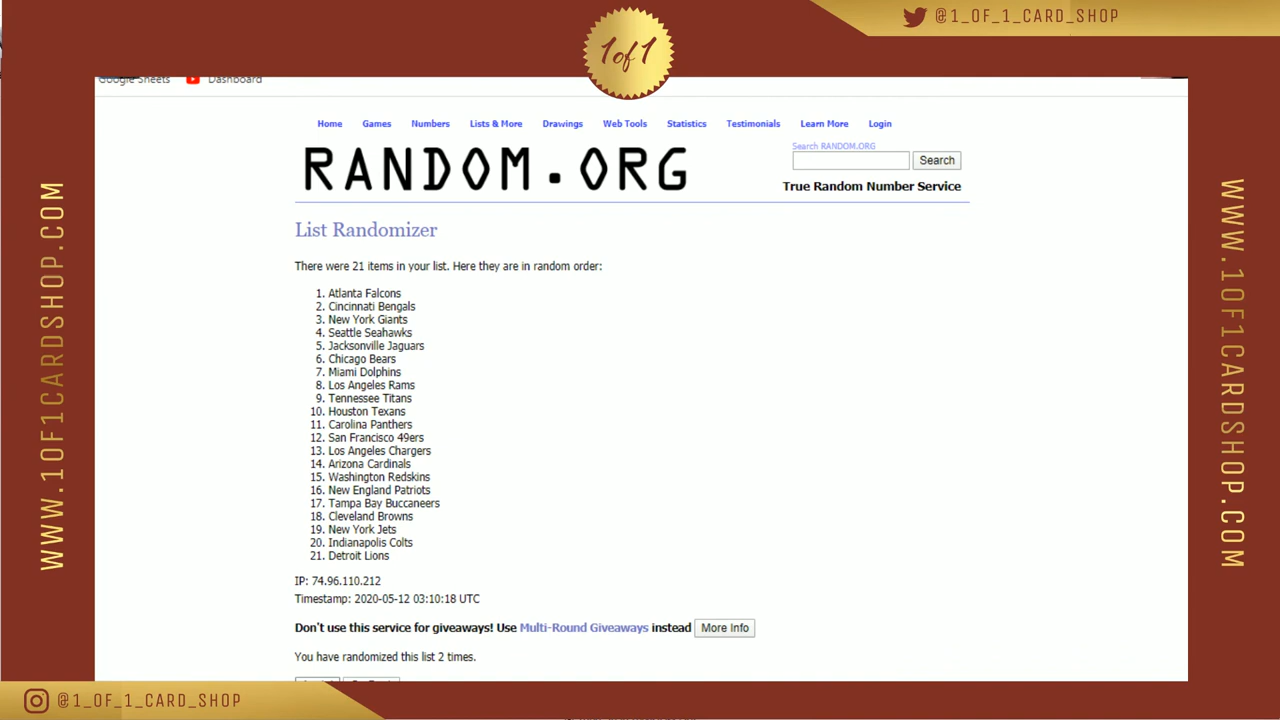 @1_OF_1_CARD_SHOP
1 of 1
Google Sheets Dashboard
Home Games Numbers Lists & More Drawings Web Tools Statistics Testimonials Learn More Login
RANDOM.ORG
Search RANDOM.ORG
Search
True Random Number Service
List Randomizer
There were 21 items in your list. Here they are in random order:
1. Atlanta Falcons
2. Cincinnati Bengals
3. New York Giants
4. Seattle Seahawks
5. Jacksonville Jaguars
6. Chicago Bears
7. Miami Dolphins
8. Los Angeles Rams
9. Tennessee Titans
10. Houston Texans
11. Carolina Panthers
12. San Francisco 49ers
13. Los Angeles Chargers
14. Arizona Cardinals
15. Washington Redskins
16. New England Patriots
17. Tampa Bay Buccaneers
18. Cleveland Browns
19. New York Jets
20. Indianapolis Colts
21. Detroit Lions
IP: 74.96.110.212
Timestamp: 2020-05-12 03:10:18 UTC
Don't use this service for giveaways! Use Multi-Round Giveaways instead More Info
You have randomized this list 2 times.
WWW.1OF1CARDSHOP.COM
WWW.1OF1CARDSHOP.COM
@1_OF_1_CARD_SHOP